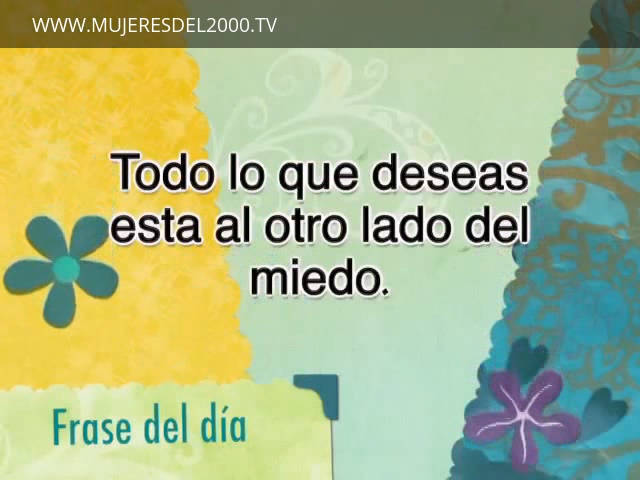 WWW.MUJERESDEL2000.TV
Todo lo que deseas
esta al otro lado del
miedo.
Frase del día